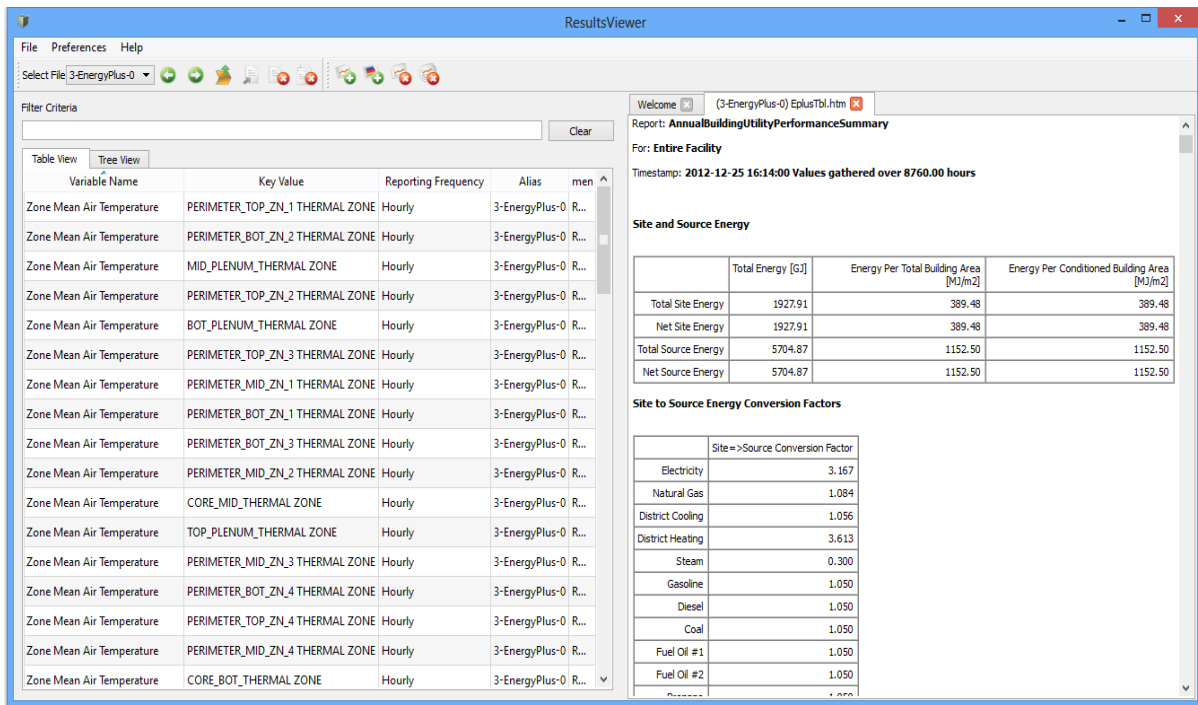 ResultsViewer
File Preferences Help
Select File 3-EnergyPlus-0
Filter Criteria
Clear
Table View Tree View
Variable Name Key Value Reporting Frequency Alias men
Zone Mean Air Temperature PERIMETER_TOP_ZN_1 THERMAL ZONE Hourly 3-EnergyPlus-0 R...
Zone Mean Air Temperature PERIMETER_BOT_ZN_2 THERMAL ZONE Hourly 3-EnergyPlus-0 R...
Zone Mean Air Temperature MID_PLENUM_THERMAL ZONE Hourly 3-EnergyPlus-0 R...
Zone Mean Air Temperature PERIMETER_TOP_ZN_2 THERMAL ZONE Hourly 3-EnergyPlus-0 R...
Zone Mean Air Temperature BOT_PLENUM_THERMAL ZONE Hourly 3-EnergyPlus-0 R...
Zone Mean Air Temperature PERIMETER_TOP_ZN_3 THERMAL ZONE Hourly 3-EnergyPlus-0 R...
Zone Mean Air Temperature PERIMETER_MID_ZN_1 THERMAL ZONE Hourly 3-EnergyPlus-0 R...
Zone Mean Air Temperature PERIMETER_BOT_ZN_1 THERMAL ZONE Hourly 3-EnergyPlus-0 R...
Zone Mean Air Temperature PERIMETER_BOT_ZN_3 THERMAL ZONE Hourly 3-EnergyPlus-0 R...
Zone Mean Air Temperature PERIMETER_MID_ZN_2 THERMAL ZONE Hourly 3-EnergyPlus-0 R...
Zone Mean Air Temperature CORE_MID_THERMAL ZONE Hourly 3-EnergyPlus-0 R...
Zone Mean Air Temperature TOP_PLENUM_THERMAL ZONE Hourly 3-EnergyPlus-0 R...
Zone Mean Air Temperature PERIMETER_MID_ZN_3 THERMAL ZONE Hourly 3-EnergyPlus-0 R...
Zone Mean Air Temperature PERIMETER_BOT_ZN_4 THERMAL ZONE Hourly 3-EnergyPlus-0 R...
Zone Mean Air Temperature PERIMETER_TOP_ZN_4 THERMAL ZONE Hourly 3-EnergyPlus-0 R...
Zone Mean Air Temperature PERIMETER_MID_ZN_4 THERMAL ZONE Hourly 3-EnergyPlus-0 R...
Zone Mean Air Temperature CORE_BOT_THERMAL ZONE Hourly 3-EnergyPlus-0 R...
Welcome (3-EnergyPlus-0) EplusTbl.htm
Report: AnnualBuildingUtilityPerformanceSummary
For: Entire Facility
Timestamp: 2012-12-25 16:14:00 Values gathered over 8760.00 hours
Site and Source Energy
Total Energy [GJ] Energy Per Total Building Area [MJ/m2] Energy Per Conditioned Building Area [MJ/m2]
Total Site Energy 1927.91 389.48 389.48
Net Site Energy 1927.91 389.48 389.48
Total Source Energy 5704.87 1152.50 1152.50
Net Source Energy 5704.87 1152.50 1152.50
Site to Source Energy Conversion Factors
Site=>Source Conversion Factor
Electricity 3.167
Natural Gas 1.084
District Cooling 1.056
District Heating 3.613
Steam 0.300
Gasoline 1.050
Diesel 1.050
Coal 1.050
Fuel Oil #1 1.050
Fuel Oil #2 1.050